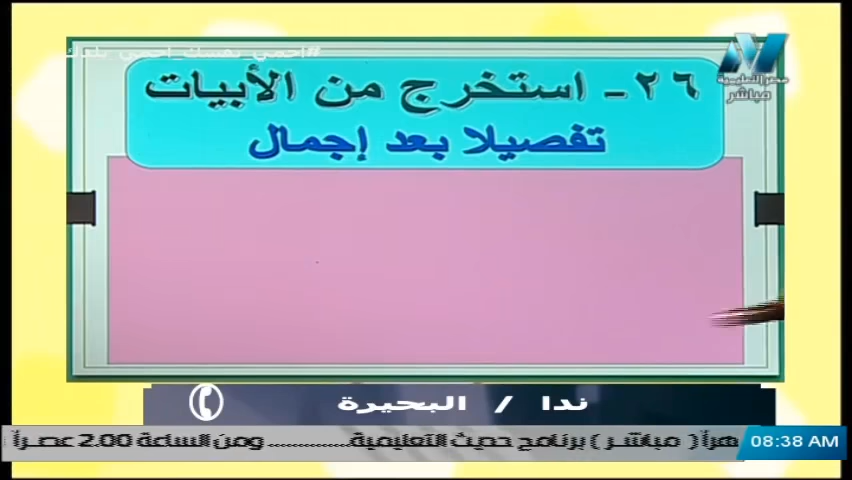 #احمي_نفسك_احمي_بلدك
مصر التعليمية
مباشر
٢٦- استخرج من الأبيات
تفصيلا بعد إجمال
ندا / البحيرة
مباشر ) برنامج حديث التعليمية............. ومن الساعة 2.00 عصراً (
08:38 AM